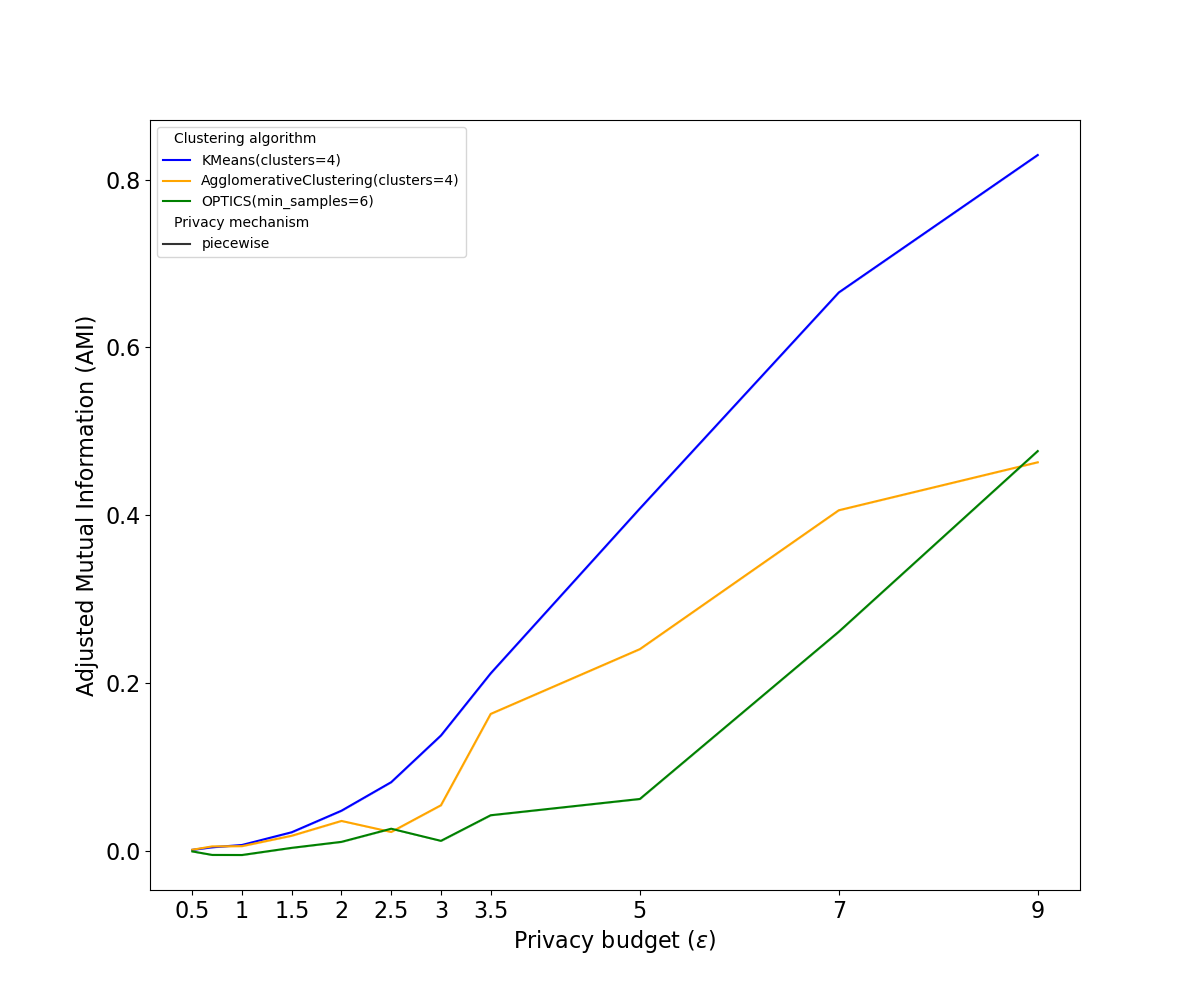 Clustering algorithm
KMeans(clusters=4)
AgglomerativeClustering(clusters=4)
OPTICS(min_samples=6)
Privacy mechanism
piecewise
Adjusted Mutual Information (AMI)
0.8
0.6
0.4
0.2
0.0
0.5 1 1.5 2 2.5 3 3.5 5 7 9
Privacy budget (ε)